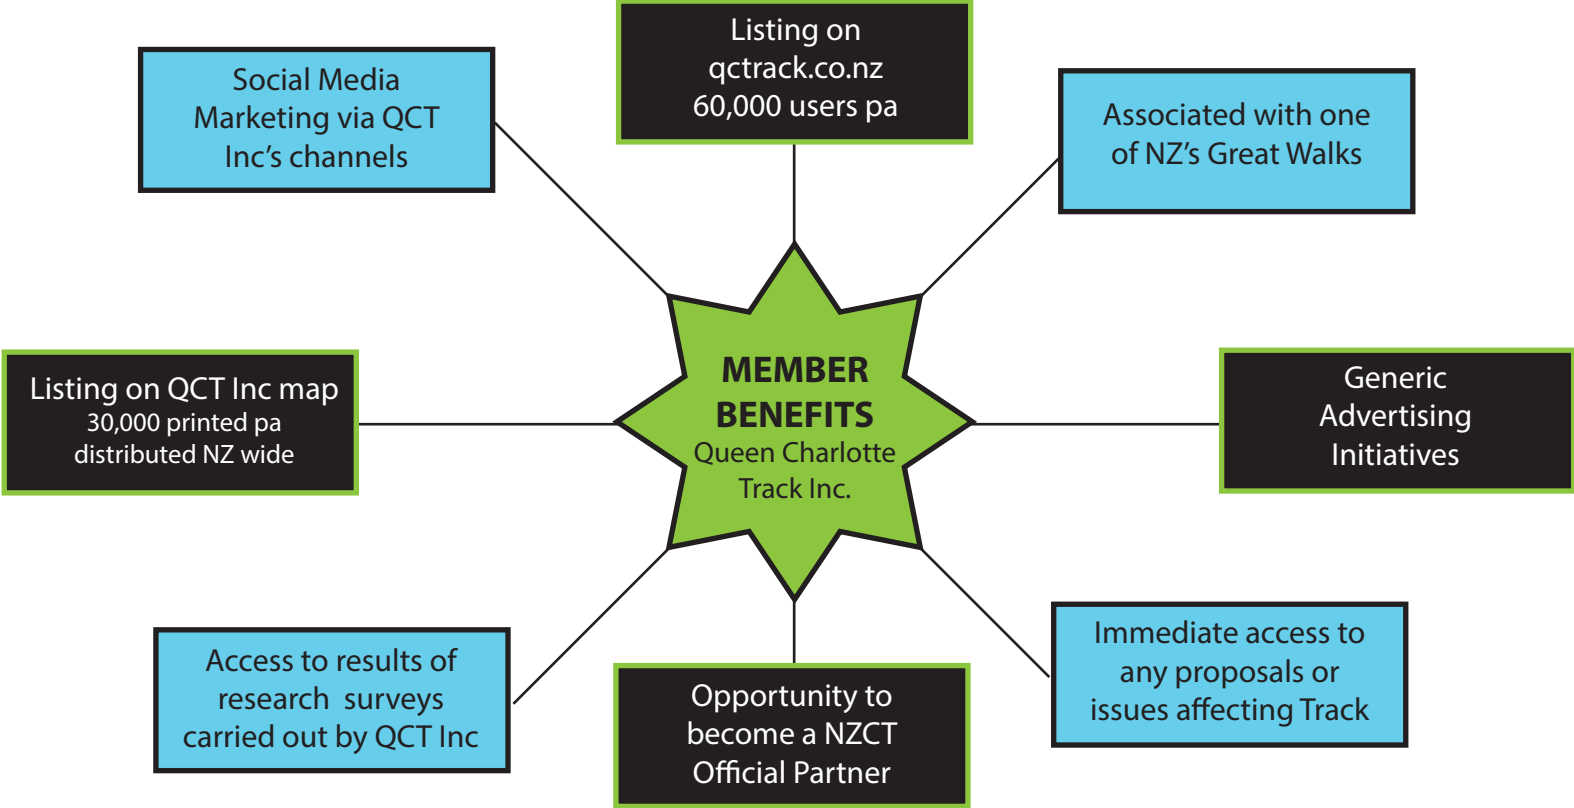 Listing on
qctrack.co.nz
60,000 users pa
Social Media
Marketing via QCT
Inc’s channels
Associated with one
of NZ’s Great Walks
Listing on QCT Inc map
30,000 printed pa
distributed NZ wide
MEMBER
BENEFITS
Queen Charlotte
Track Inc.
Generic
Advertising
Initiatives
Access to results of
research  surveys
carried out by QCT Inc
Opportunity to
become a NZCT
Official Partner
Immediate access to
any proposals or
issues affecting Track